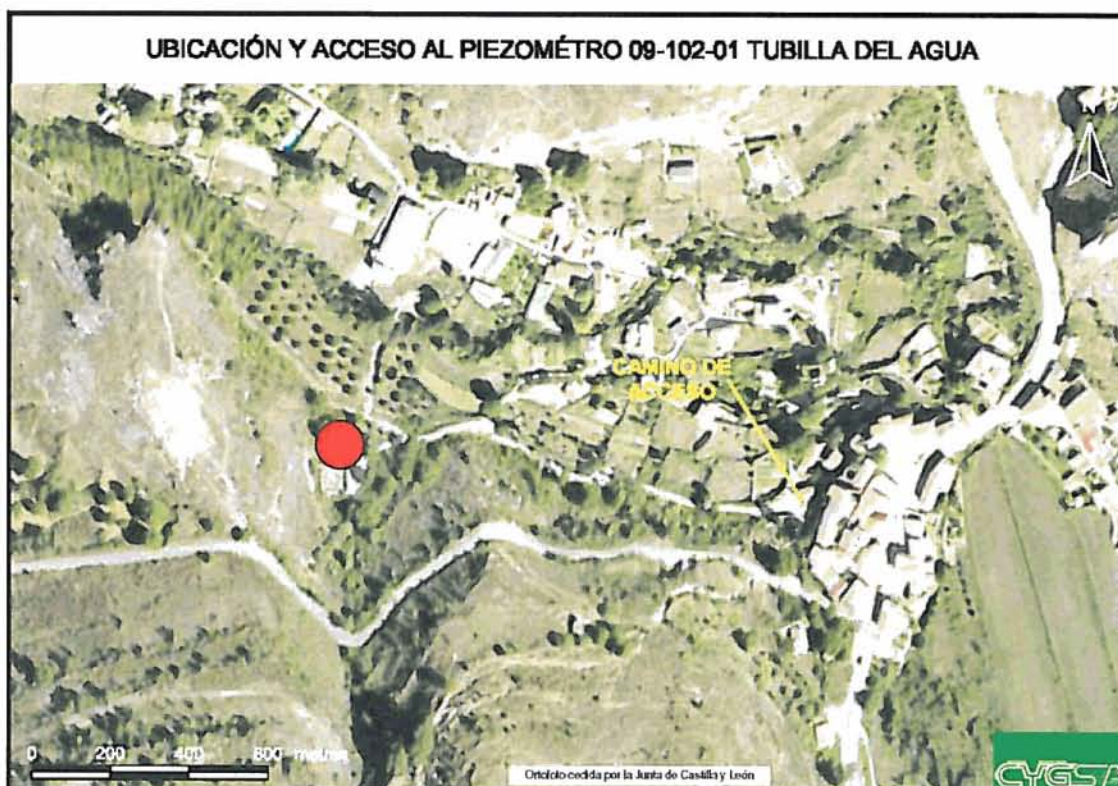 UBICACIÓN Y ACCESO AL PIEZOMÉTRO 09-102-01 TUBILLA DEL AGUA
CAMINO DE
ACCESO
0 200 400 600 metros
Ortofoto cedida por la Junta de Castilla y León
CYGSA